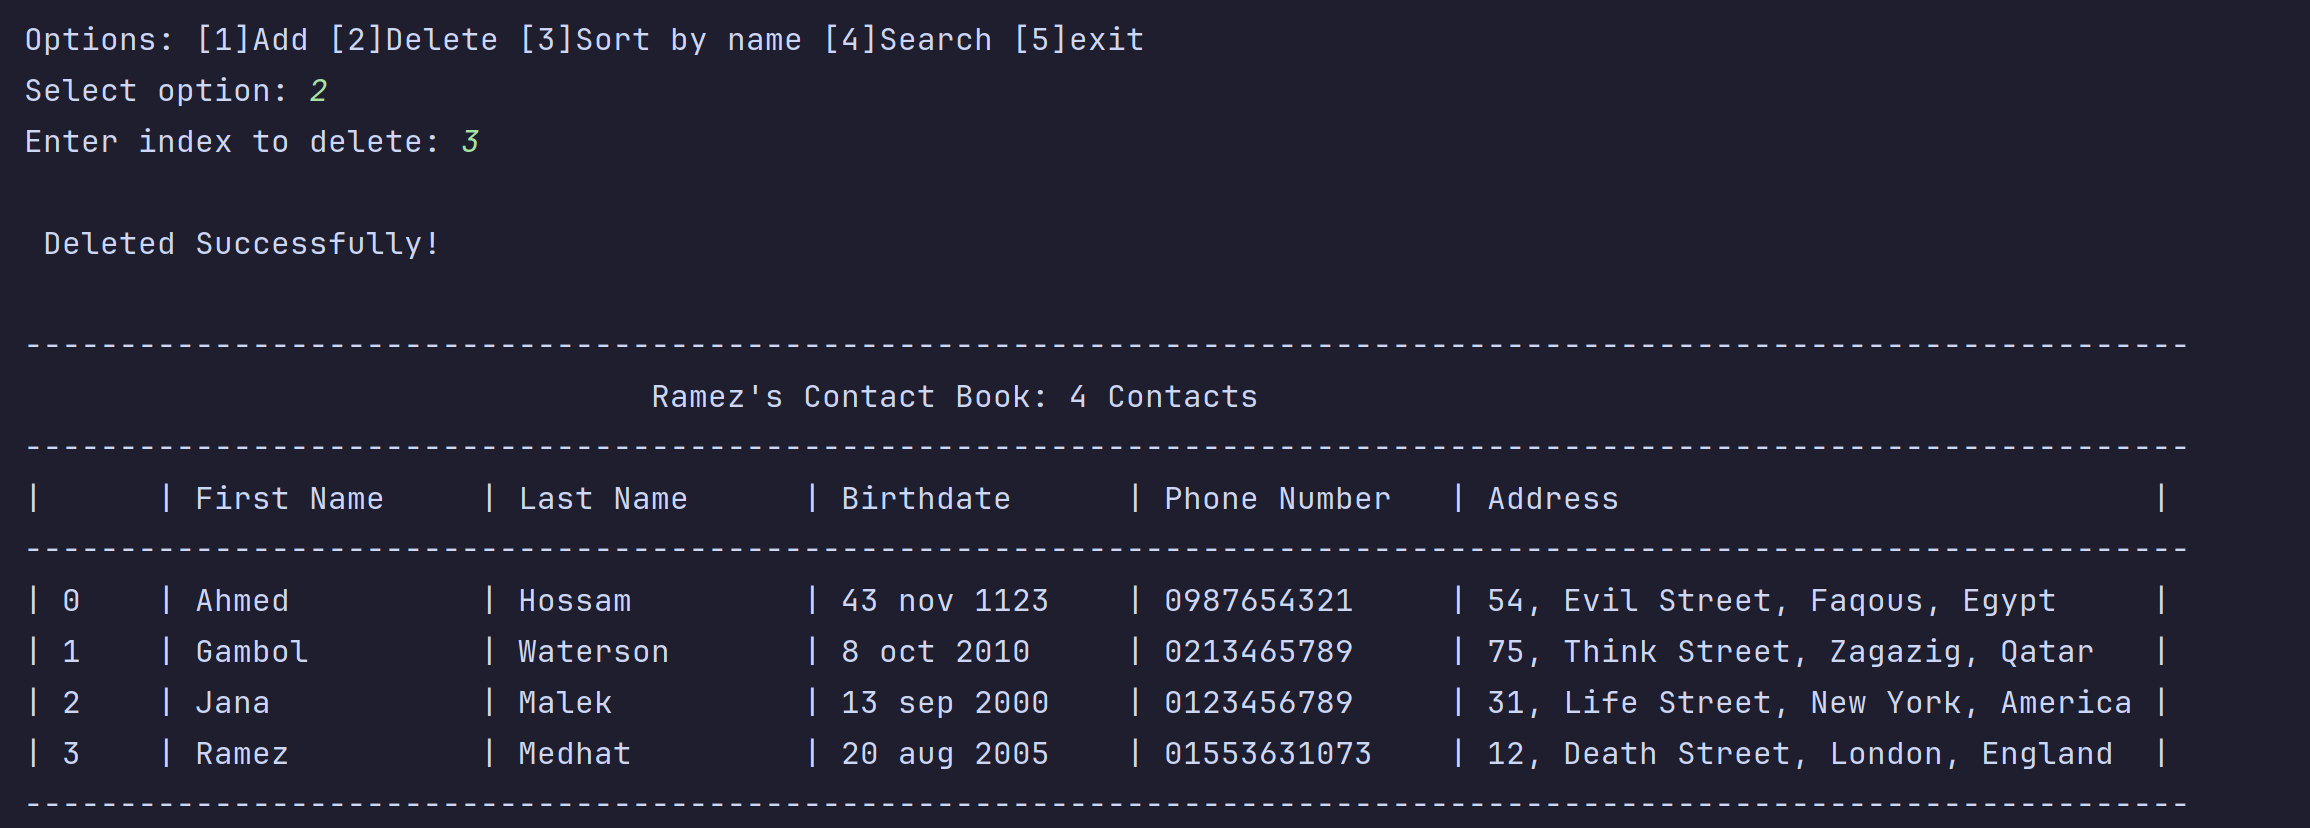 Options: [1]Add [2]Delete [3]Sort by name [4]Search [5]exit
Select option: 2
Enter index to delete: 3
Deleted Successfully!
------------------------------------------------------------------------------------------------------------------
Ramez's Contact Book: 4 Contacts
------------------------------------------------------------------------------------------------------------------
|      | First Name     | Last Name      | Birthdate      | Phone Number   | Address                            |
------------------------------------------------------------------------------------------------------------------
| 0    | Ahmed          | Hossam         | 43 nov 1123    | 0987654321     | 54, Evil Street, Faqous, Egypt     |
| 1    | Gambol         | Waterson       | 8 oct 2010     | 0213465789     | 75, Think Street, Zagazig, Qatar   |
| 2    | Jana           | Malek          | 13 sep 2000    | 0123456789     | 31, Life Street, New York, America |
| 3    | Ramez          | Medhat         | 20 aug 2005    | 01553631073    | 12, Death Street, London, England  |
------------------------------------------------------------------------------------------------------------------